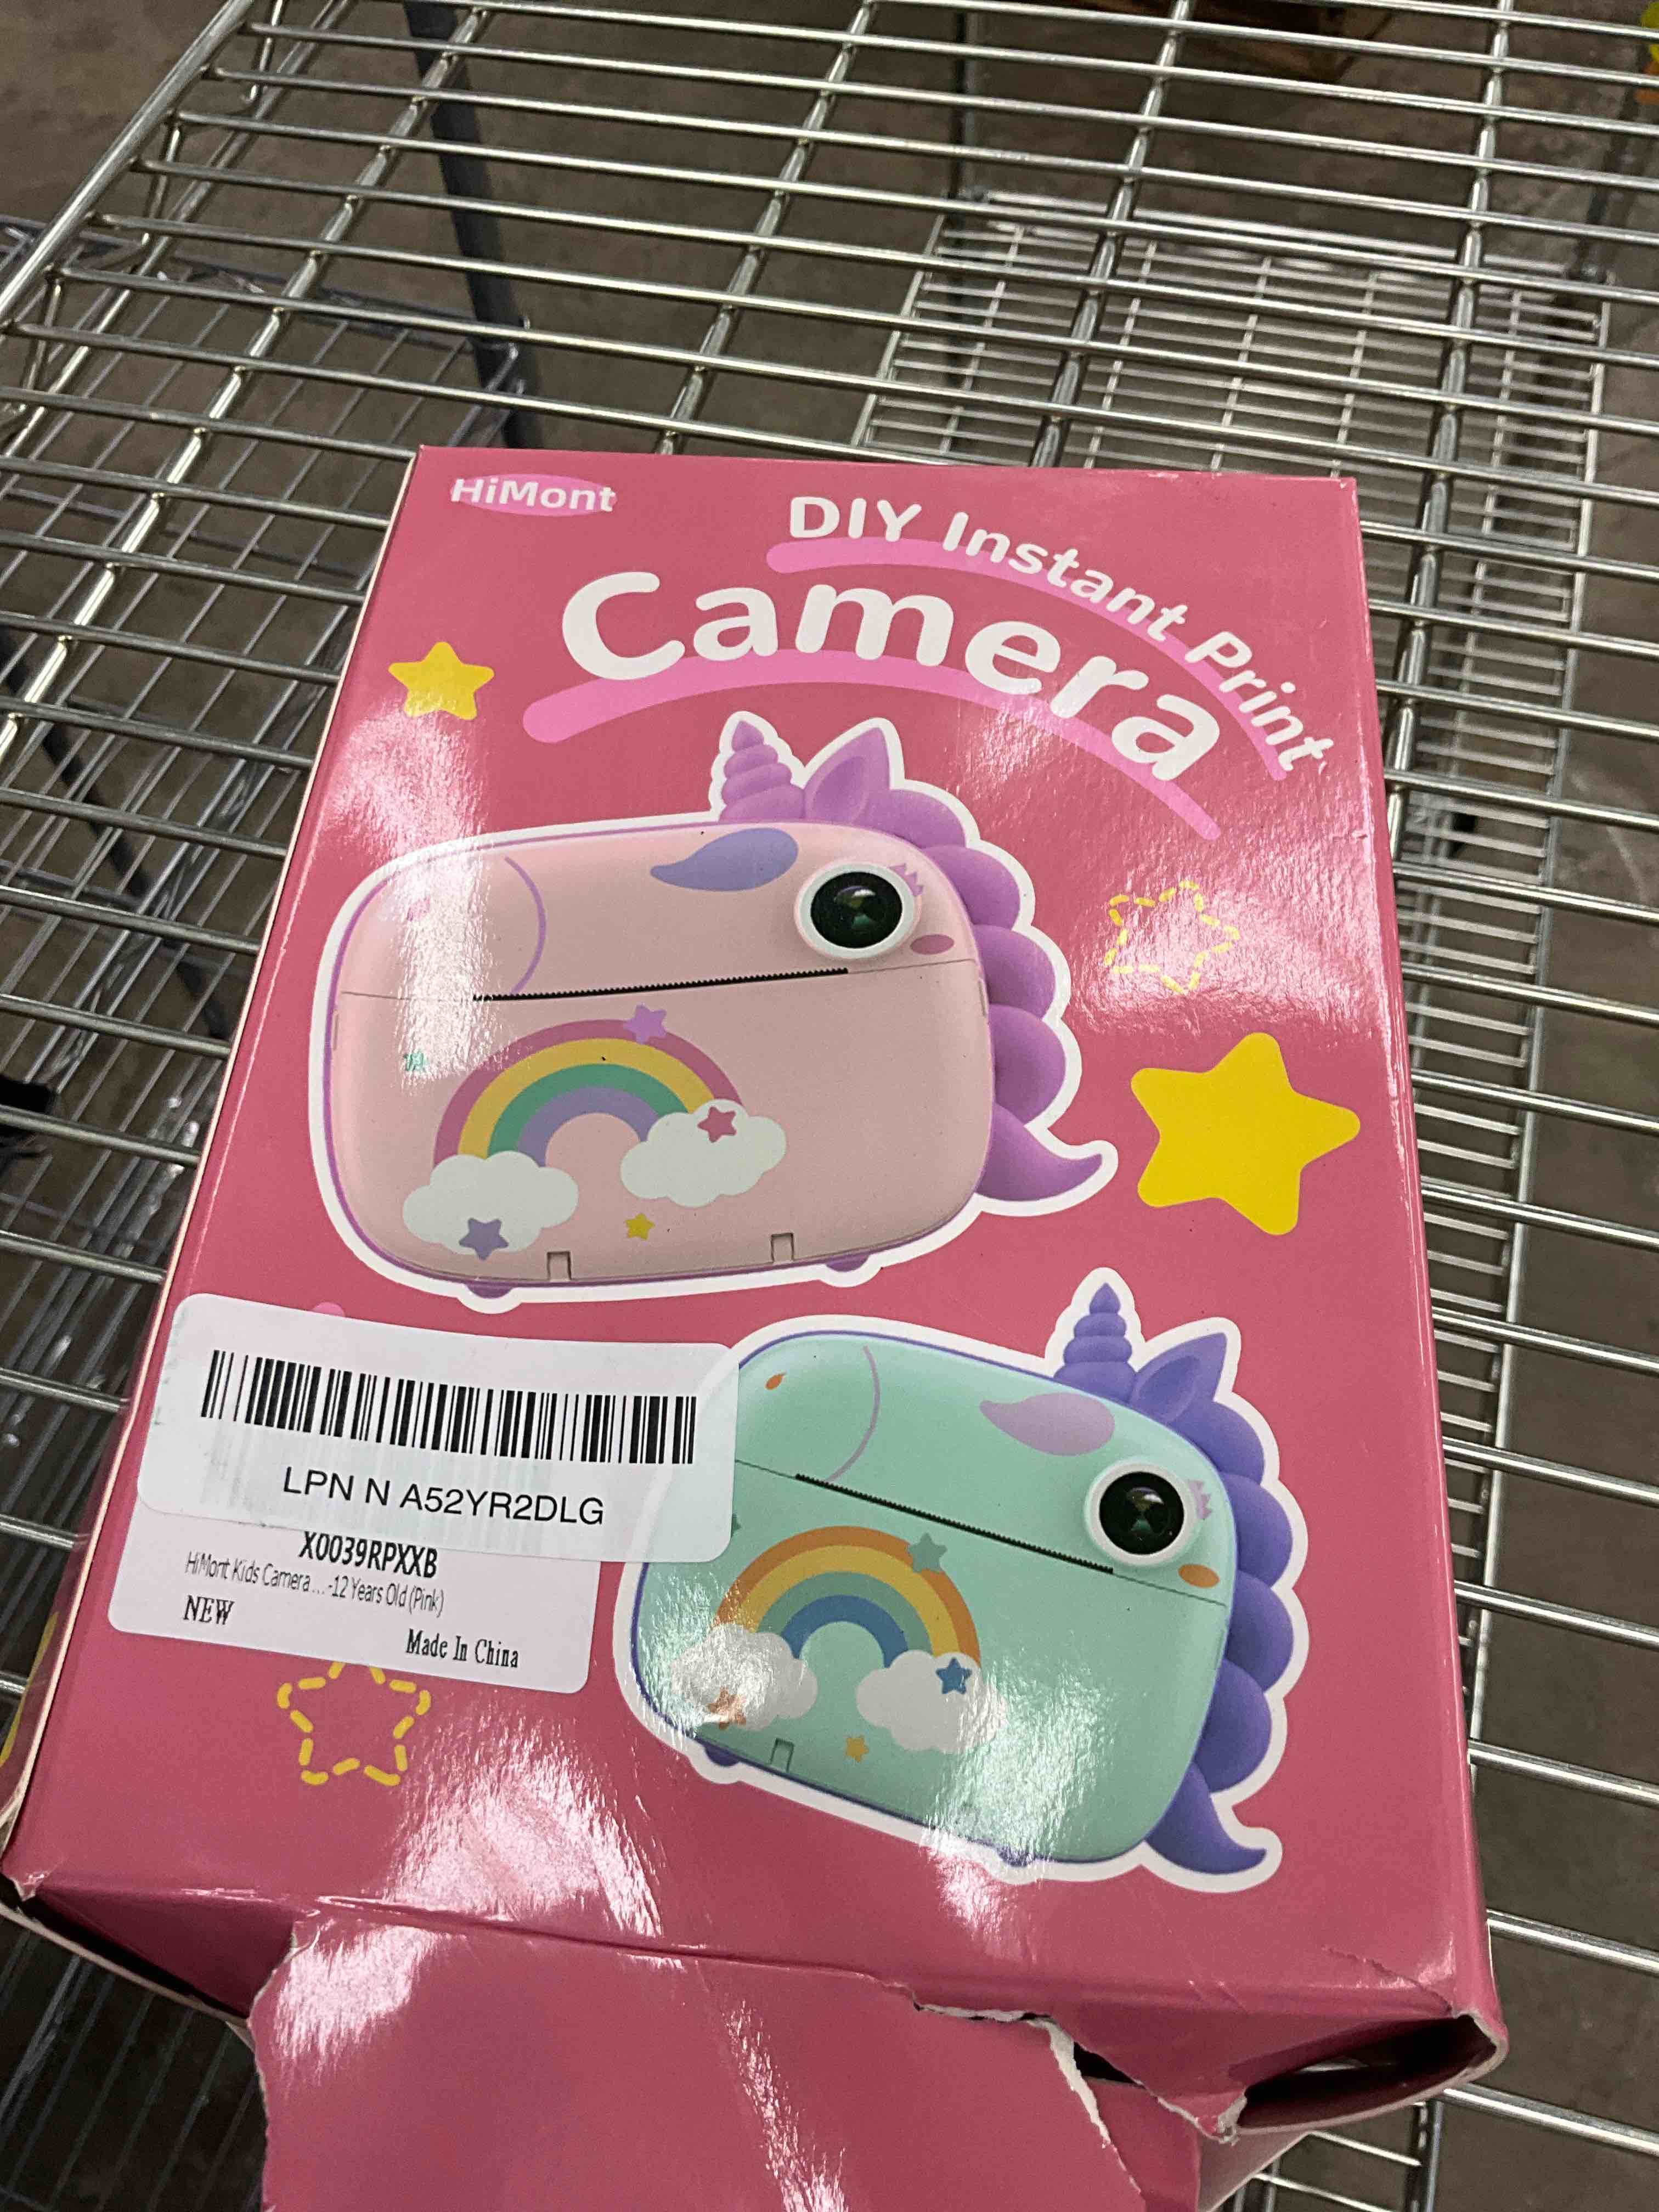 HiMont
DIY Instant Print
Camera
LPN N A52YR2DLG
X0039RPXXB
HiMont Kids Camera...-12 Years Old (Pink)
NEW
Made In China